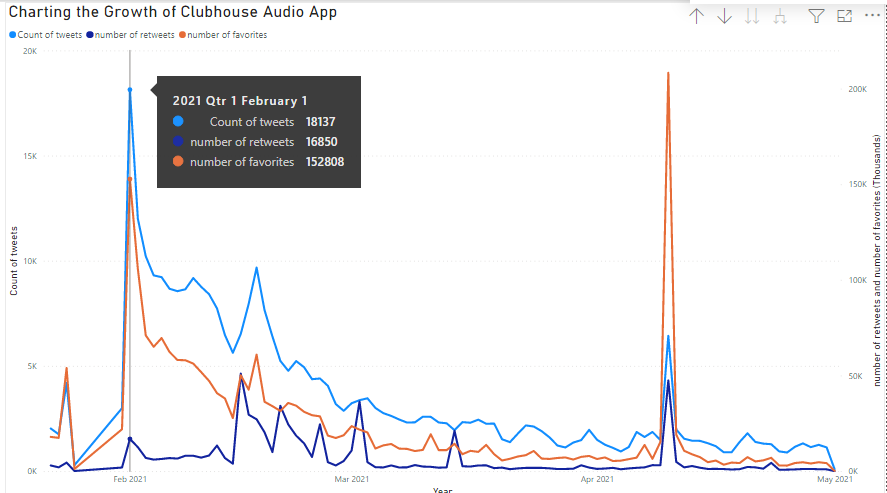 Charting the Growth of Clubhouse Audio App
Count of tweets number of retweets number of favorites
20K
15K
10K
5K
0K
Count of tweets
2021 Qtr 1 February 1
Count of tweets 18137
number of retweets 16850
number of favorites 152808
200K
150K
100K
50K
0K
number of retweets and number of favorites (Thousands)
Feb 2021 Mar 2021 Apr 2021 May 2021
Year